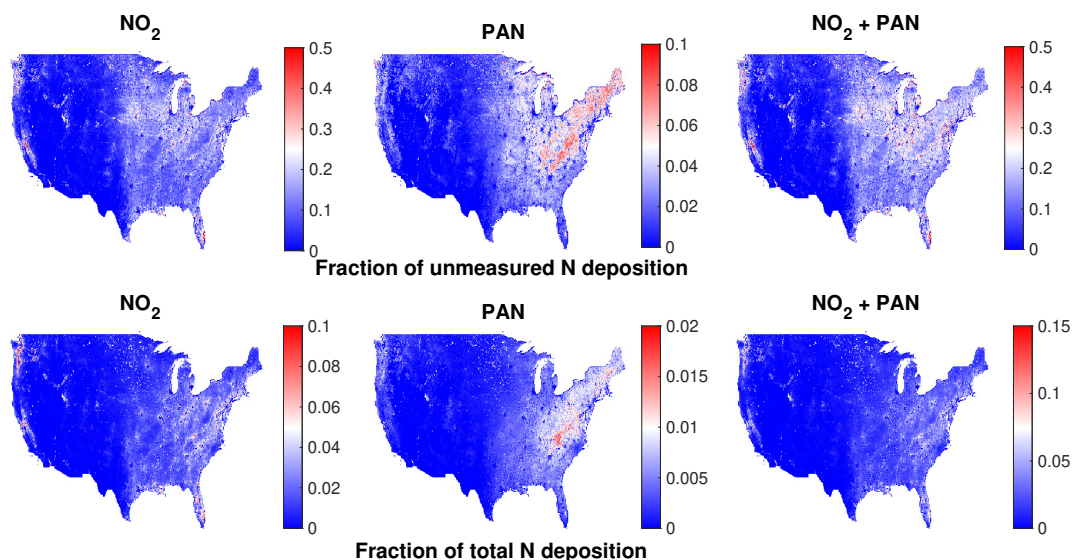 NO2 PAN NO2 + PAN
0.5 0.1 0.5
0.4 0.08 0.4
0.3 0.06 0.3
0.2 0.04 0.2
0.1 0.02 0.1
0 0 0
Fraction of unmeasured N deposition
NO2 PAN NO2 + PAN
0.1 0.02 0.15
0.08 0.015 0.1
0.06 0.01 0.05
0.04 0.005 0
0.02 0
0
Fraction of total N deposition